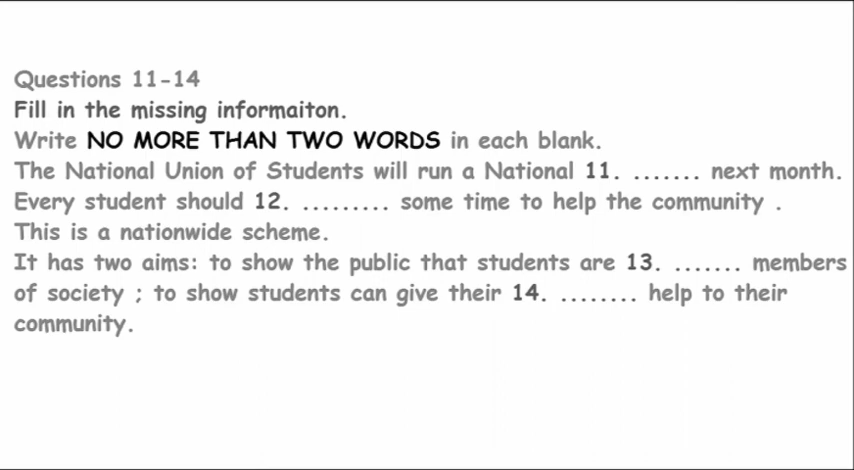 Questions 11-14
Fill in the missing informaiton.
Write NO MORE THAN TWO WORDS in each blank.
The National Union of Students will run a National 11. ....... next month.
Every student should 12. ......... some time to help the community .
This is a nationwide scheme.
It has two aims: to show the public that students are 13. ....... members
of society ; to show students can give their 14. ........ help to their
community.